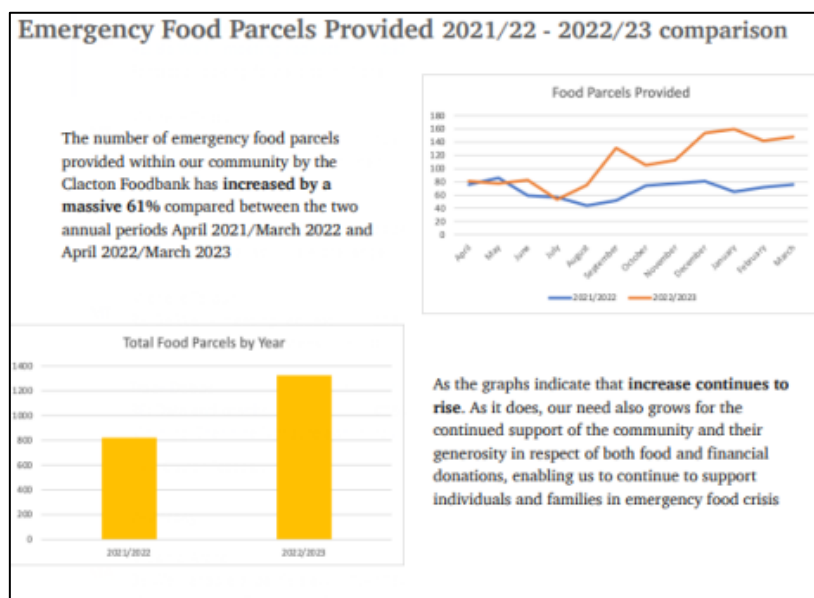 Emergency Food Parcels Provided 2021/22 - 2022/23 comparison
The number of emergency food parcels
provided within our community by the
Clacton Foodbank has increased by a
massive 61% compared between the two
annual periods April 2021/March 2022 and
April 2022/March 2023
Food Parcels Provided
180
160
140
120
100
80
60
40
20
0
April
May
June
July
August
September
October
November
December
January
February
March
2021/2022
2022/2023
Total Food Parcels by Year
1400
1200
1000
800
600
400
200
0
2021/2022
2022/2023
As the graphs indicate that increase continues to
rise. As it does, our need also grows for the
continued support of the community and their
generosity in respect of both food and financial
donations, enabling us to continue to support
individuals and families in emergency food crisis